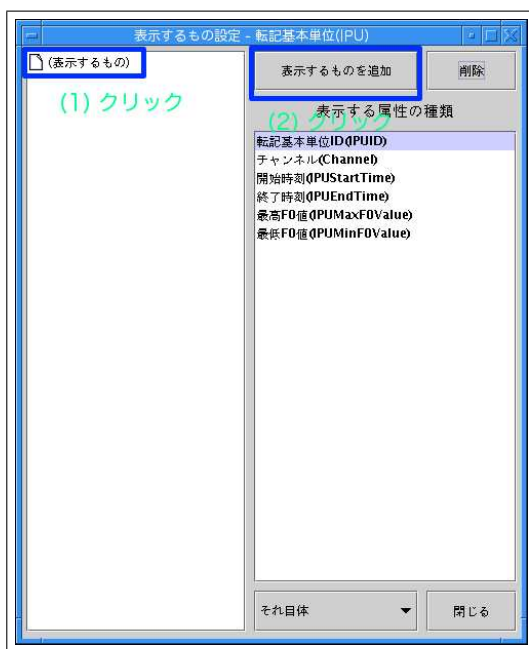 表示するもの設定 - 転記基本単位(IPU)
(表示するもの)
(1) クリック
表示するものを追加
削除
(2) クリック
表示する属性の種類
転記基本単位ID(IPUID)
チャンネル(Channel)
開始時刻(IPUStartTime)
終了時刻(IPUEndTime)
最高F0値(IPUMaxF0Value)
最低F0値(IPUMinF0Value)
それ自体
閉じる